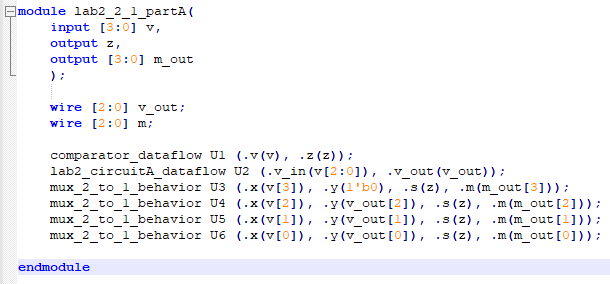 module lab2_2_1_partA(
input [3:0] v,
output z,
output [3:0] m_out
);
wire [2:0] v_out;
wire [2:0] m;
comparator_dataflow U1 (.v(v), .z(z));
lab2_circuitA_dataflow U2 (.v_in(v[2:0]), .v_out(v_out));
mux_2_to_1_behavior U3 (.x(v[3]), .y(1'b0), .s(z), .m(m_out[3]));
mux_2_to_1_behavior U4 (.x(v[2]), .y(v_out[2]), .s(z), .m(m_out[2]));
mux_2_to_1_behavior U5 (.x(v[1]), .y(v_out[1]), .s(z), .m(m_out[1]));
mux_2_to_1_behavior U6 (.x(v[0]), .y(v_out[0]), .s(z), .m(m_out[0]));
endmodule